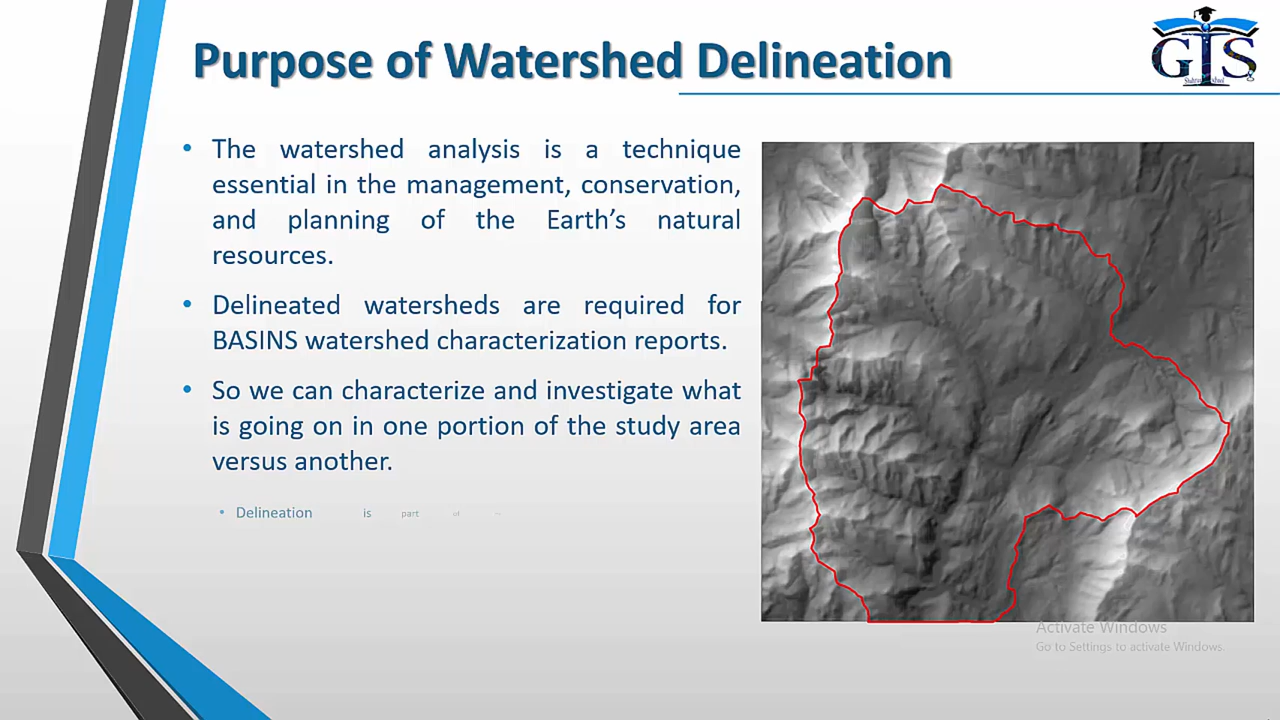 Purpose of Watershed Delineation
GIS
• The watershed analysis is a technique
essential in the management, conservation,
and planning of the Earth’s natural
resources.
• Delineated watersheds are required for
BASINS watershed characterization reports.
• So we can characterize and investigate what
is going on in one portion of the study area
versus another.
• Delineation is part of
Activate Windows
Go to Settings to activate Windows.